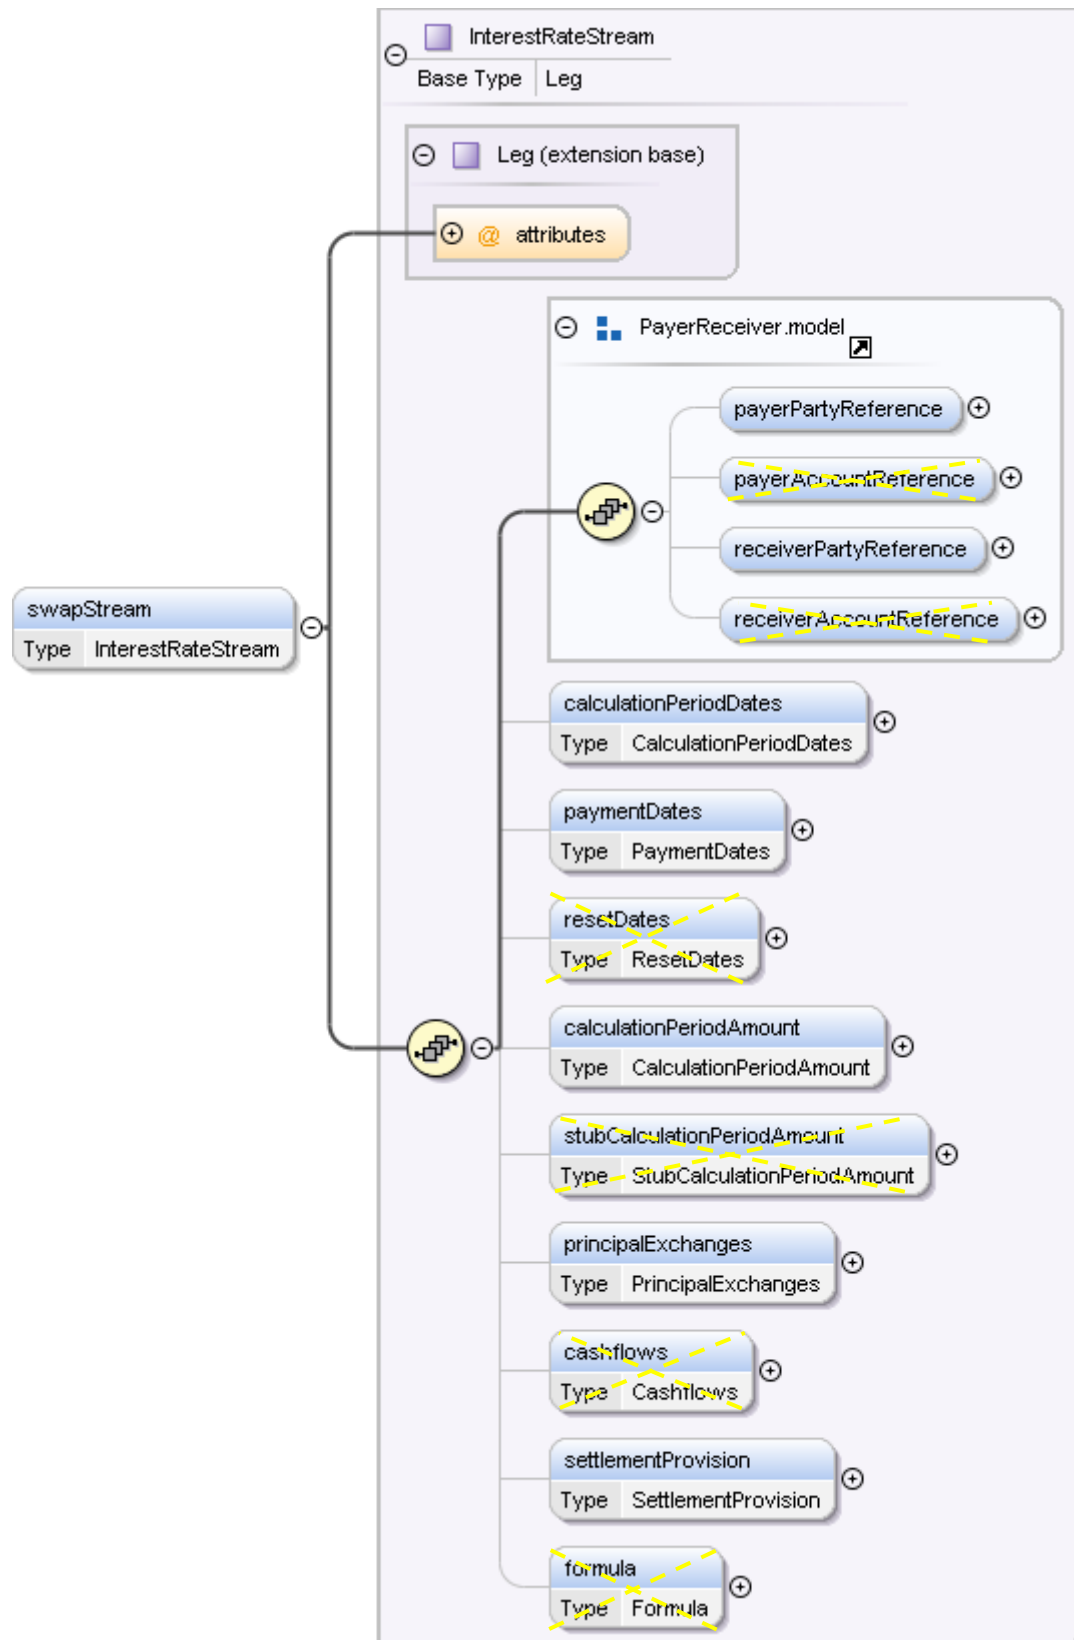 InterestRateStream
Base Type Leg
Leg (extension base)
@ attributes
PayerReceiver.model
payerPartyReference
payerAccountReference
receiverPartyReference
receiverAccountReference
swapStream
Type InterestRateStream
calculationPeriodDates
Type CalculationPeriodDates
paymentDates
Type PaymentDates
resetDates
Type ResetDates
calculationPeriodAmount
Type CalculationPeriodAmount
stubCalculationPeriodAmount
Type StubCalculationPeriodAmount
principalExchanges
Type PrincipalExchanges
cashflows
Type Cashflows
settlementProvision
Type SettlementProvision
formula
Type Formula